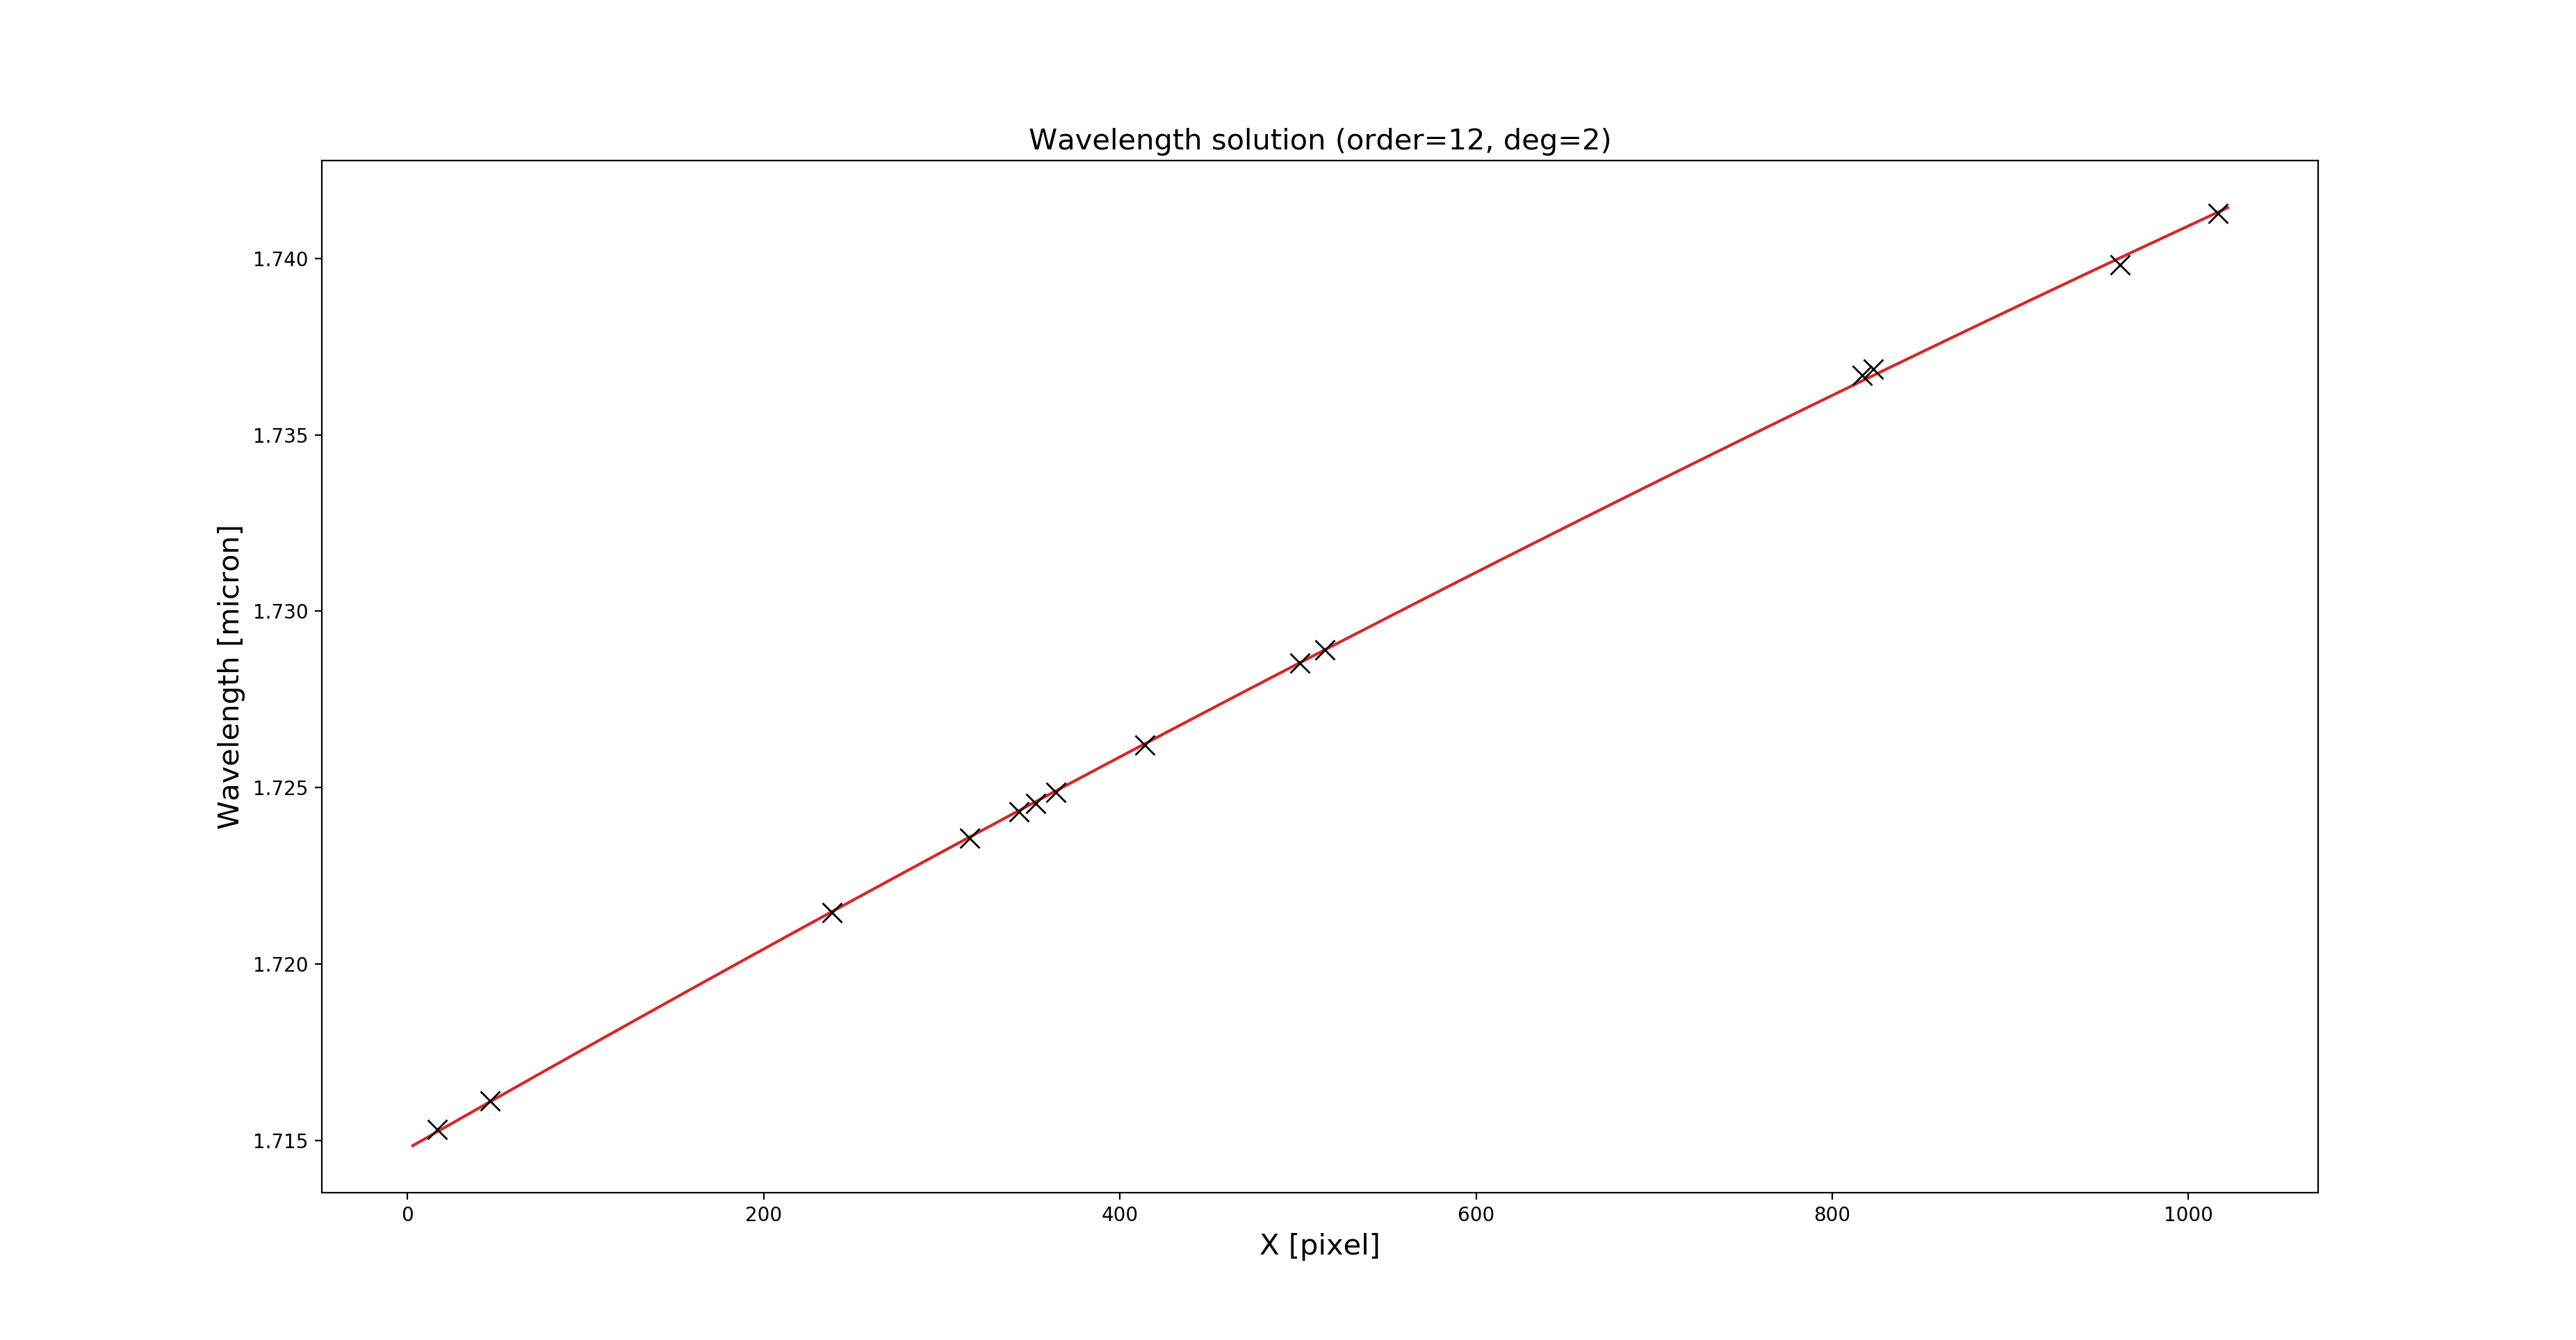 Wavelength solution (order=12, deg=2)
Wavelength [micron]
1.740
1.735
1.730
1.725
1.720
1.715
0 200 400 600 800 1000
X [pixel]